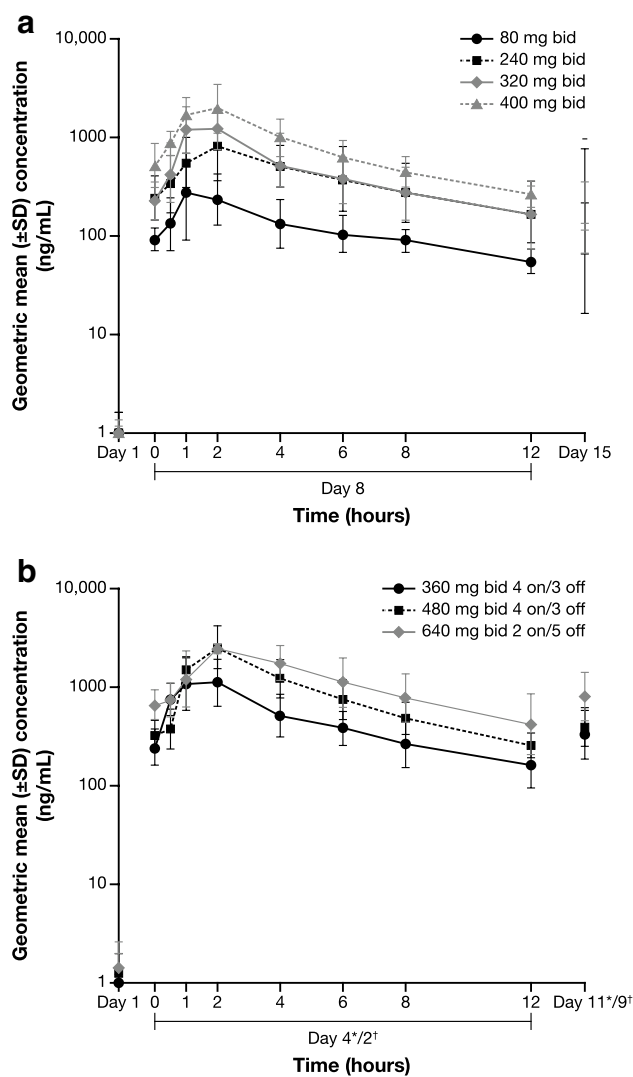 a
10,000
1000
100
10
1
Geometric mean (±SD) concentration
(ng/mL)
80 mg bid
240 mg bid
320 mg bid
400 mg bid
Day 1 0 1 2 4 6 8 12 Day 15
Day 8
Time (hours)
b
10,000
1000
100
10
1
Geometric mean (±SD) concentration
(ng/mL)
360 mg bid 4 on/3 off
480 mg bid 4 on/3 off
640 mg bid 2 on/5 off
Day 1 0 1 2 4 6 8 12 Day 11*/9†
Day 4*/2†
Time (hours)